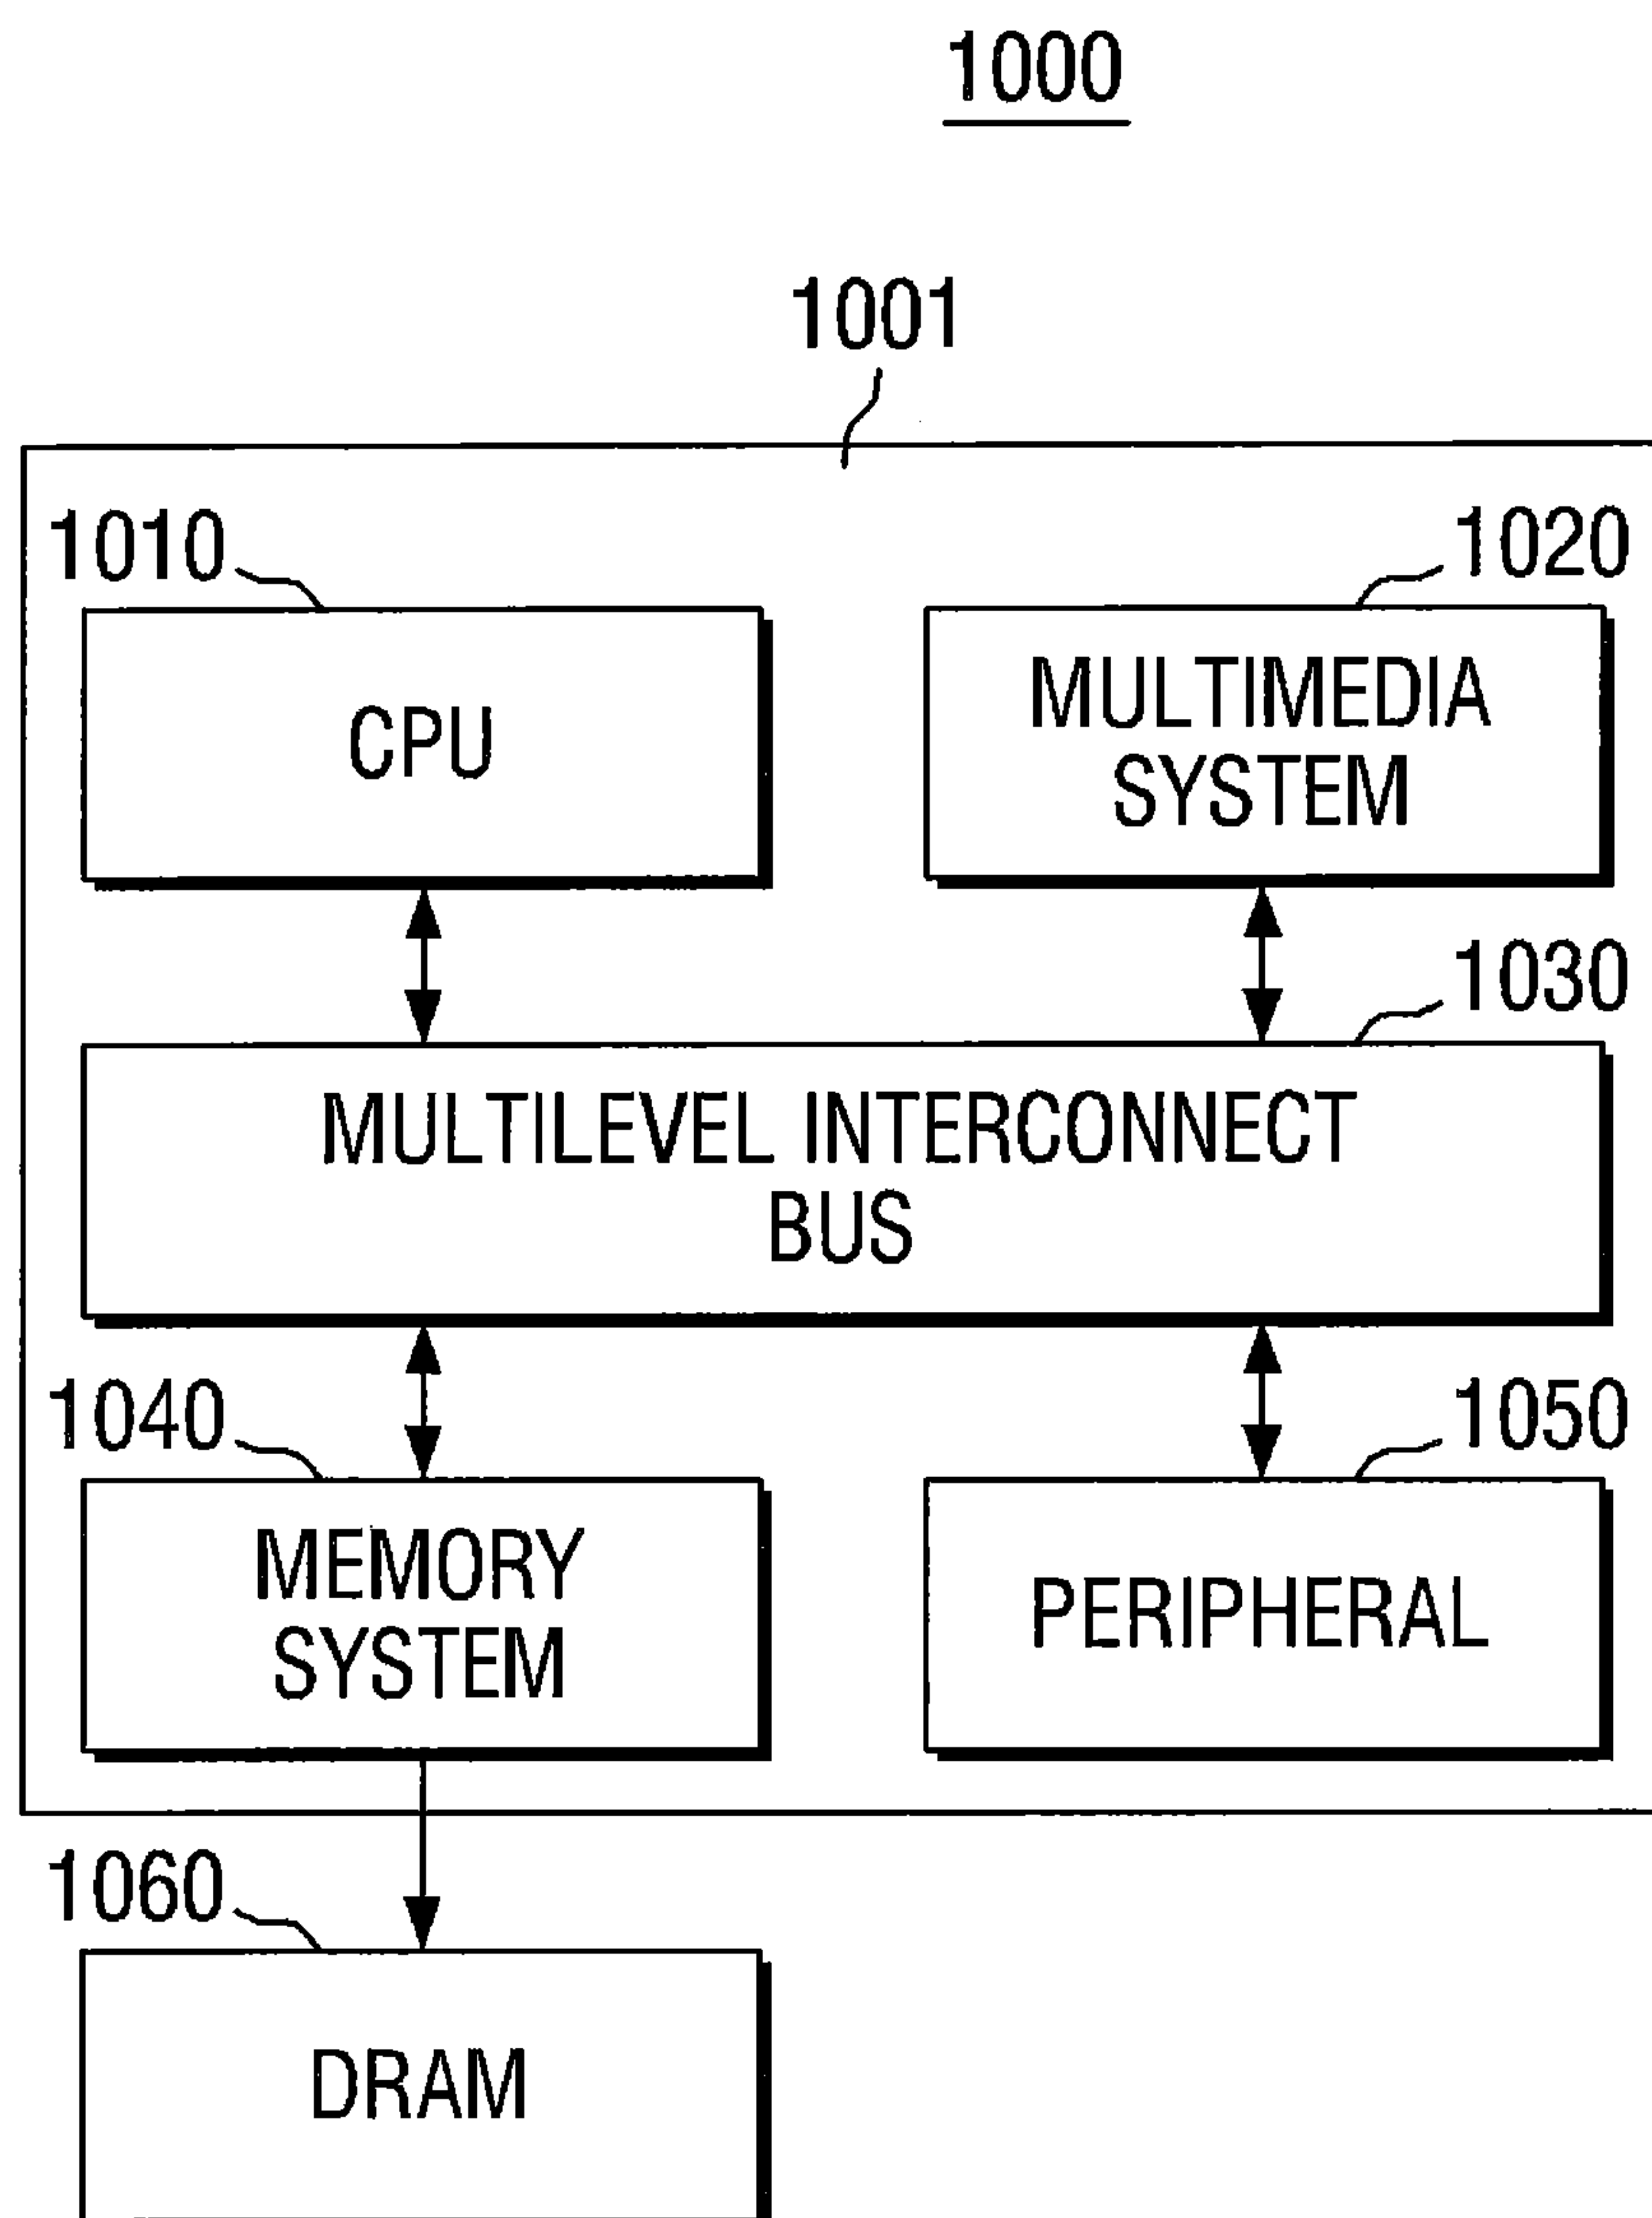 1000
1001
1010
1020
CPU
MULTIMEDIA
SYSTEM
1030
MULTILEVEL INTERCONNECT
BUS
1040
1050
MEMORY
SYSTEM
PERIPHERAL
1060
DRAM